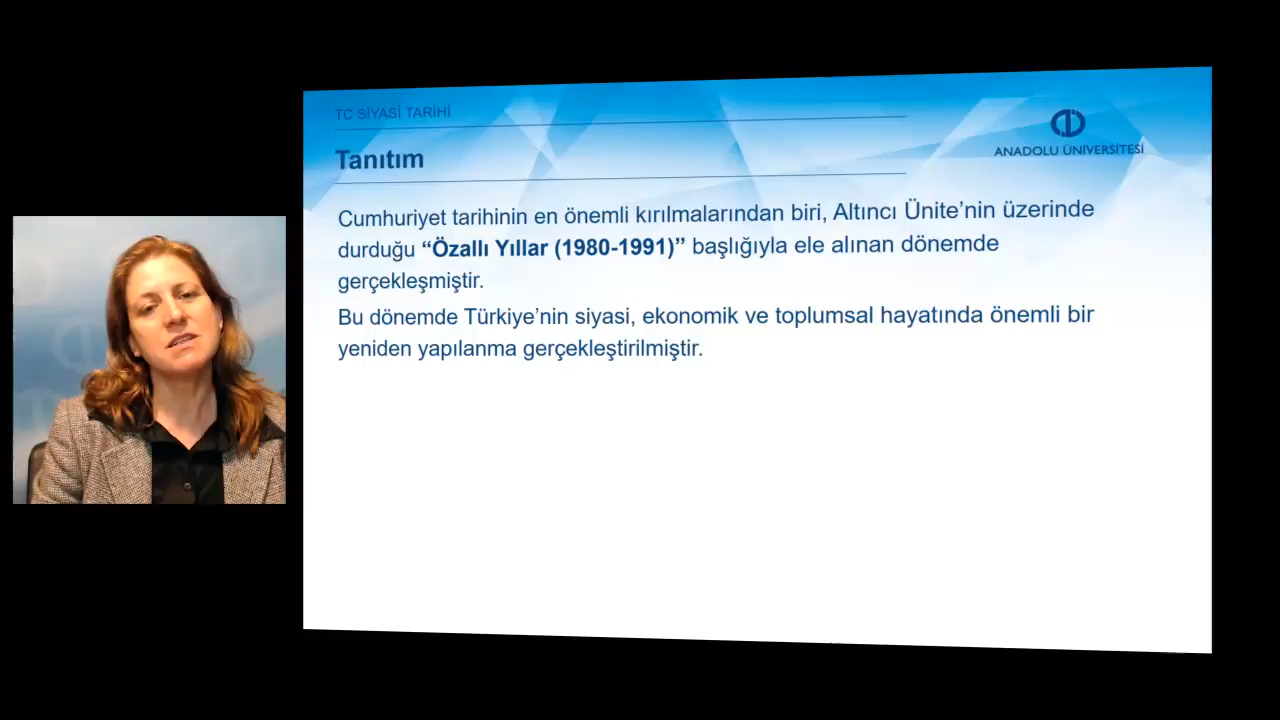 TC SİYASİ TARİHİ
ANADOLU ÜNİVERSİTESİ
Tanıtım
Cumhuriyet tarihinin en önemli kırılmalarından biri, Altıncı Ünite’nin üzerinde
durduğu “Özallı Yıllar (1980-1991)” başlığıyla ele alınan dönemde
gerçekleşmiştir.
Bu dönemde Türkiye’nin siyasi, ekonomik ve toplumsal hayatında önemli bir
yeniden yapılanma gerçekleştirilmiştir.